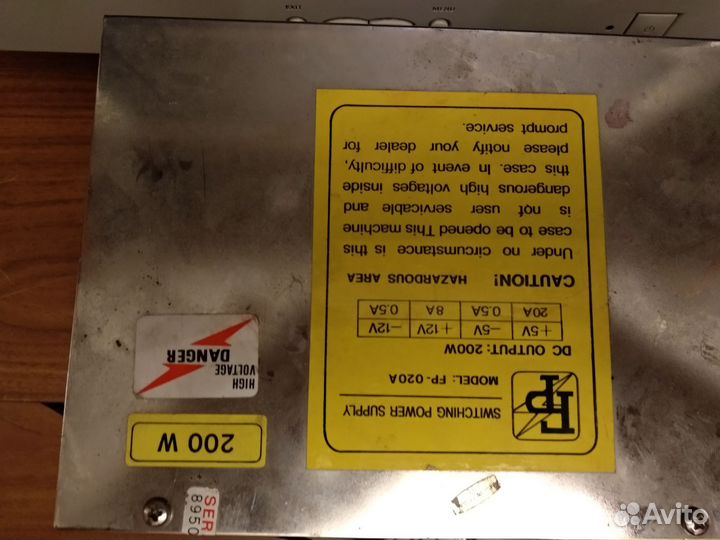 SWITCHING POWER SUPPLY
MODEL: FP-020A
DC OUTPUT: 200W
+5V −5V +12V −12V
20A 0.5A 8A 0.5A
CAUTION! HAZARDOUS AREA
Under no circumstance is this
case to be opened This machine
is not user servicable and
dangerous high voltages inside
this case. In event of difficulty,
please notify your dealer for
prompt service.
200 W
HIGH
VOLTAGE
DANGER
SER
8950
Avito